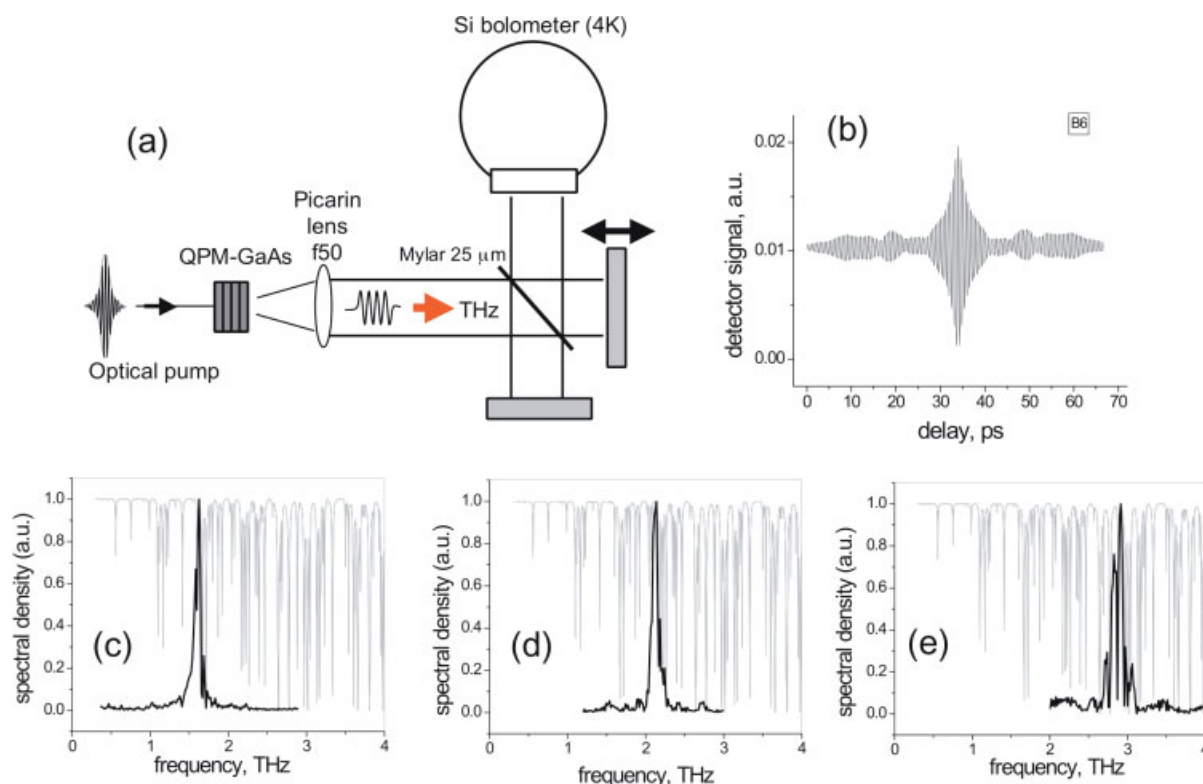 Si bolometer (4K)
(a)
Picarin
lens
f50
QPM-GaAs
Mylar 25 μm
THz
Optical pump
(b)
B6
0.02
0.01
0.00
detector signal, a.u.
0 10 20 30 40 50 60 70
delay, ps
(c)
1.0
0.8
0.6
0.4
0.2
0.0
spectral density (a.u.)
0 1 2 3 4
frequency, THz
(d)
1.0
0.8
0.6
0.4
0.2
0.0
spectral density (a.u.)
0 1 2 3 4
frequency, THz
(e)
1.0
0.8
0.6
0.4
0.2
0.0
spectral density (a.u.)
0 1 2 3 4
frequency, THz